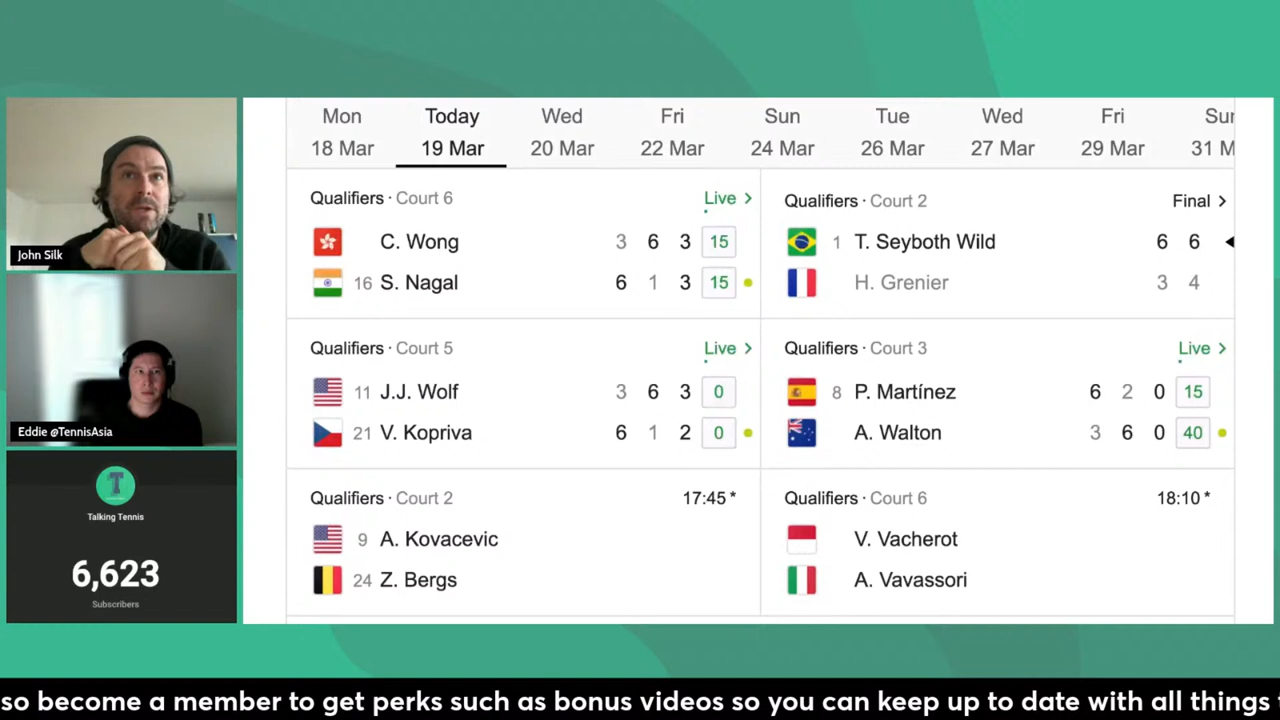 John Silk
Eddie @TennisAsia
T
Talking Tennis
6,623
Subscribers
Mon Today Wed Fri Sun Tue Wed Fri Sun
18 Mar 19 Mar 20 Mar 22 Mar 24 Mar 26 Mar 27 Mar 29 Mar 31 M
Qualifiers · Court 6 Live >
C. Wong 3 6 3 15
16 S. Nagal 6 1 3 15
Qualifiers · Court 2 Final >
1 T. Seyboth Wild 6 6
H. Grenier 3 4
Qualifiers · Court 5 Live >
11 J.J. Wolf 3 6 3 0
21 V. Kopriva 6 1 2 0
Qualifiers · Court 3 Live >
8 P. Martínez 6 2 0 15
A. Walton 3 6 0 40
Qualifiers · Court 2 17:45 *
9 A. Kovacevic
24 Z. Bergs
Qualifiers · Court 6 18:10 *
V. Vacherot
A. Vavassori
so become a member to get perks such as bonus videos so you can keep up to date with all things